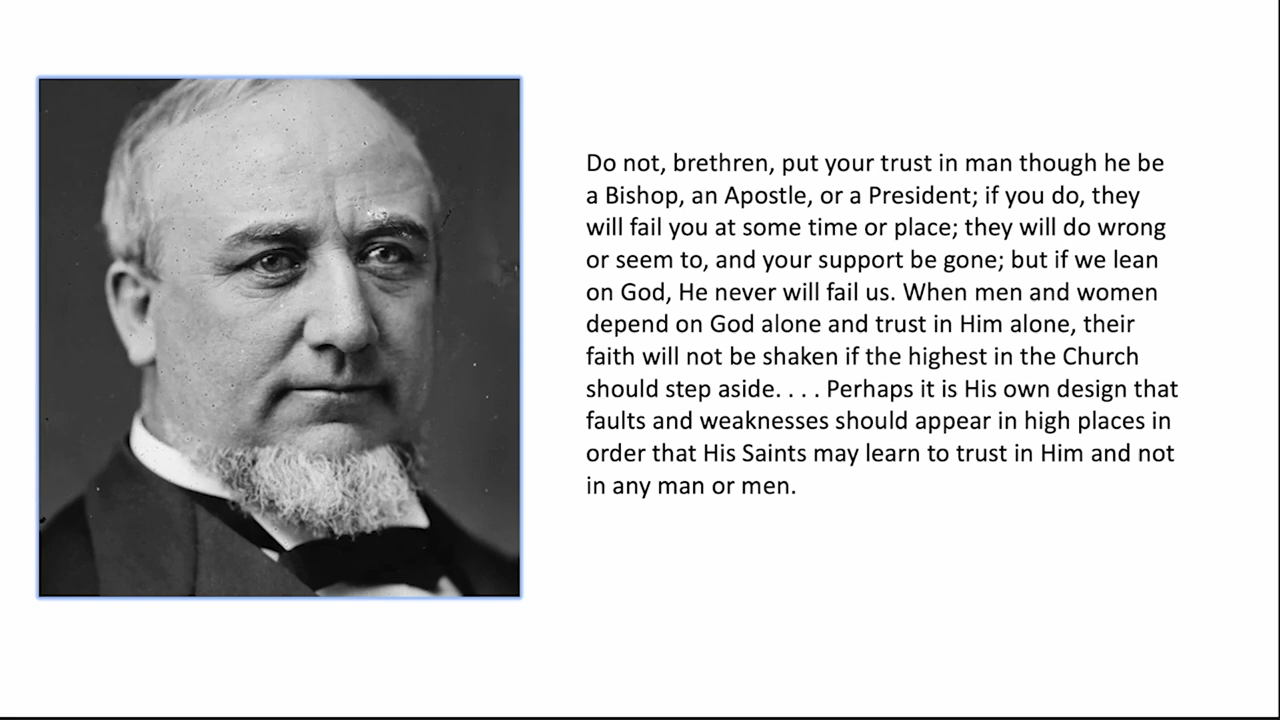 Do not, brethren, put your trust in man though he be
a Bishop, an Apostle, or a President; if you do, they
will fail you at some time or place; they will do wrong
or seem to, and your support be gone; but if we lean
on God, He never will fail us. When men and women
depend on God alone and trust in Him alone, their
faith will not be shaken if the highest in the Church
should step aside. . . . Perhaps it is His own design that
faults and weaknesses should appear in high places in
order that His Saints may learn to trust in Him and not
in any man or men.